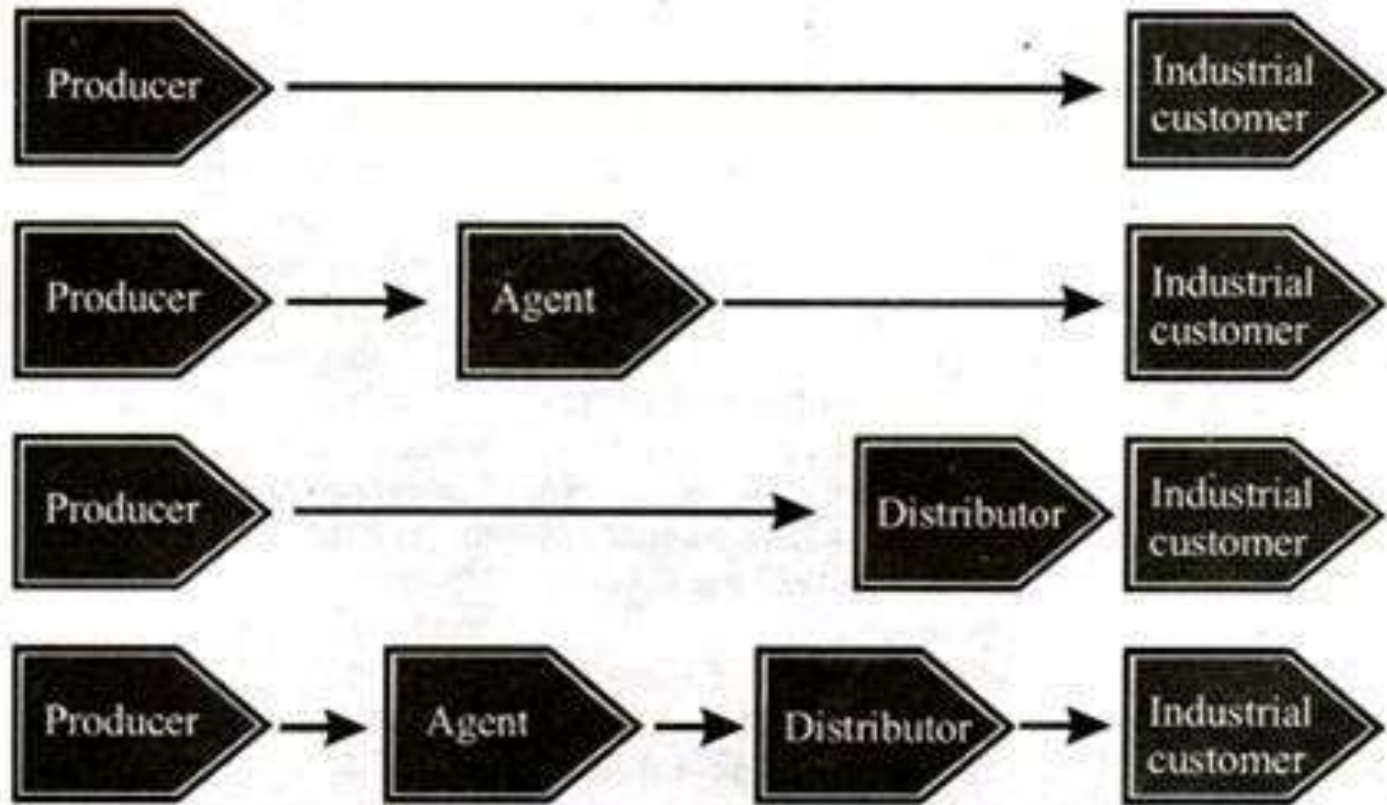 Producer
Industrial
customer
Producer
Agent
Industrial
customer
Producer
Distributor
Industrial
customer
Producer
Agent
Distributor
Industrial
customer